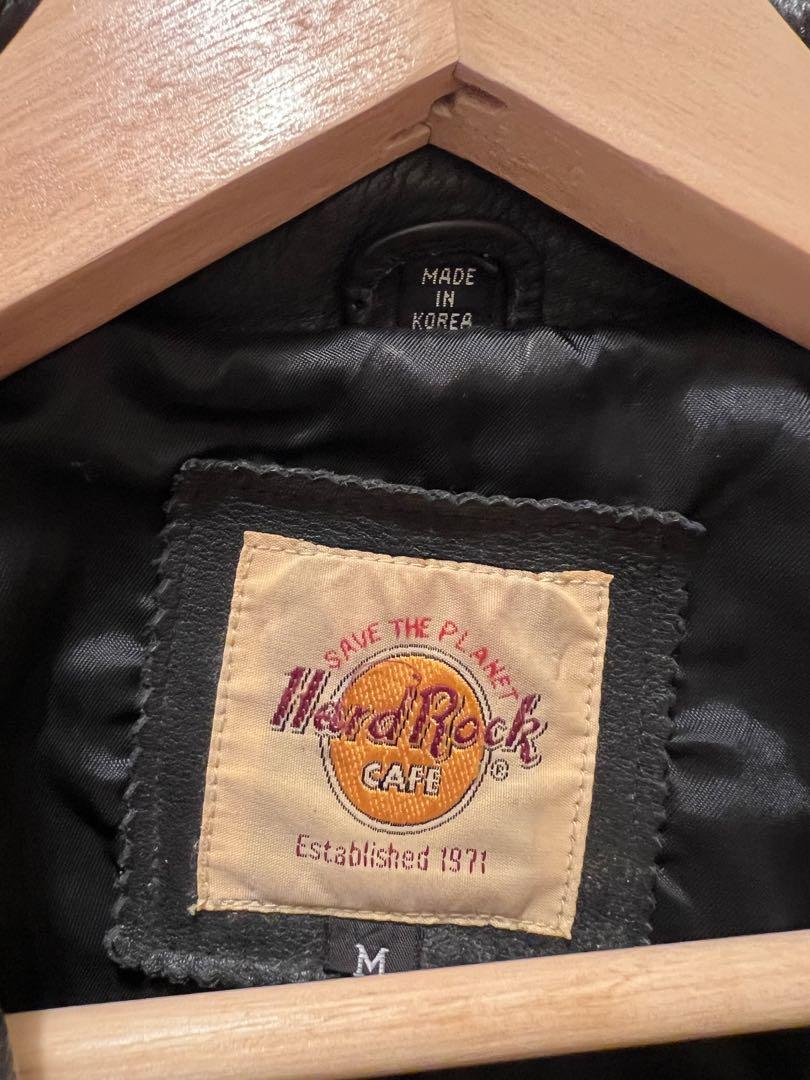 MADE
IN
KOREA
SAVE THE PLANET
Hard Rock
CAFE ®
Established 1971
M